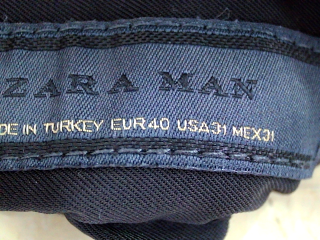 ZARA MAN
DE IN TURKEY EUR40 USA31 MEX31